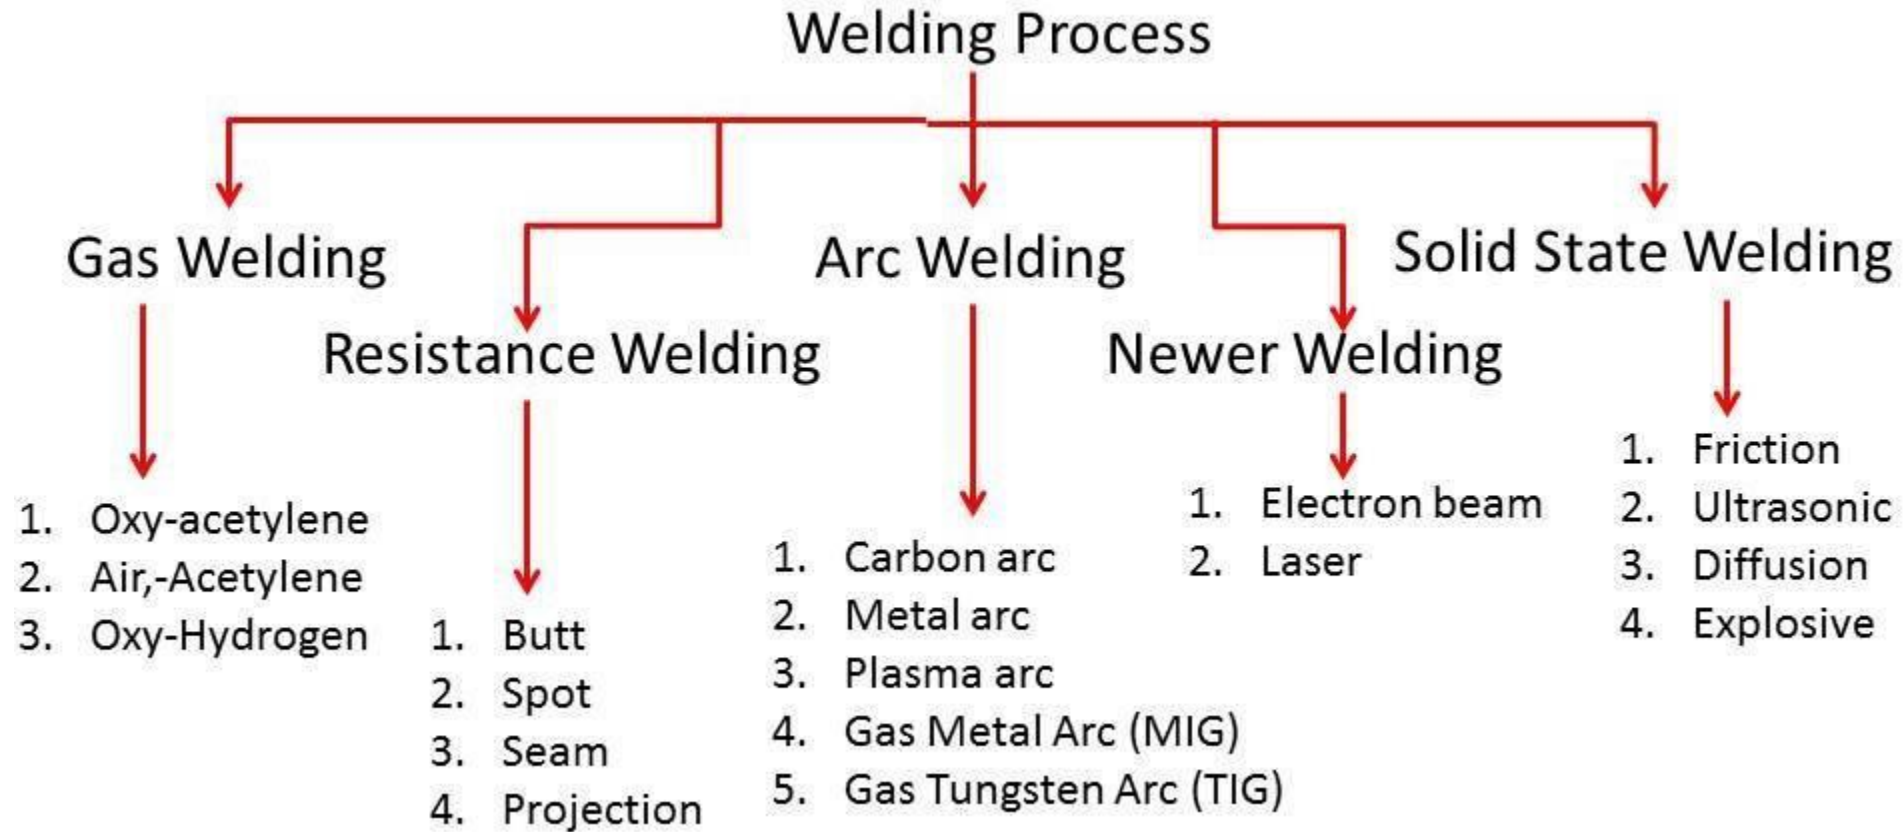 Welding Process
Gas Welding
Resistance Welding
Arc Welding
Newer Welding
Solid State Welding
1. Oxy-acetylene
2. Air,-Acetylene
3. Oxy-Hydrogen
1. Butt
2. Spot
3. Seam
4. Projection
1. Carbon arc
2. Metal arc
3. Plasma arc
4. Gas Metal Arc (MIG)
5. Gas Tungsten Arc (TIG)
1. Electron beam
2. Laser
1. Friction
2. Ultrasonic
3. Diffusion
4. Explosive